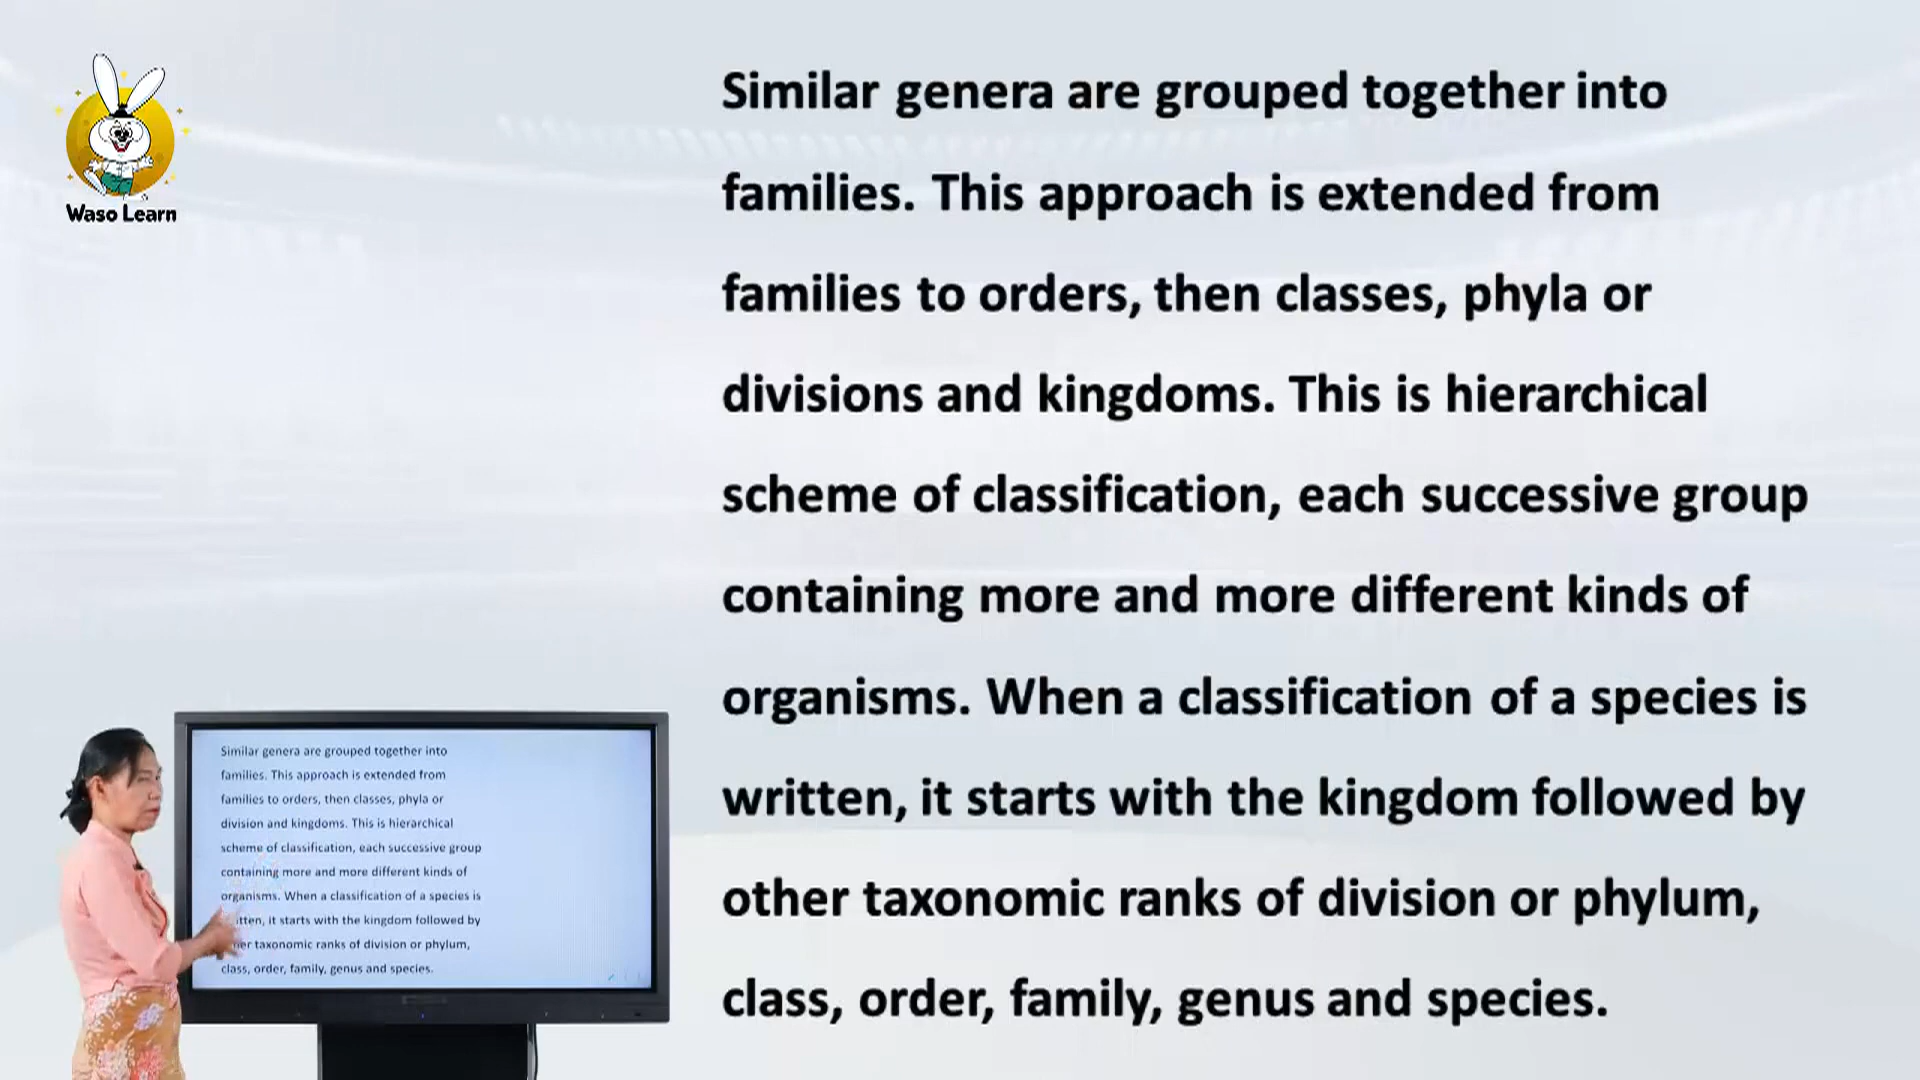 Waso Learn
Similar genera are grouped together into
families. This approach is extended from
families to orders, then classes, phyla or
divisions and kingdoms. This is hierarchical
scheme of classification, each successive group
containing more and more different kinds of
organisms. When a classification of a species is
written, it starts with the kingdom followed by
other taxonomic ranks of division or phylum,
class, order, family, genus and species.
Similar genera are grouped together into
families. This approach is extended from
families to orders, then classes, phyla or
division and kingdoms. This is hierarchical
scheme of classification, each successive group
containing more and more different kinds of
organisms. When a classification of a species is
it starts with the kingdom followed by
taxonomic ranks of division or phylum,
class, order, family, genus and species.